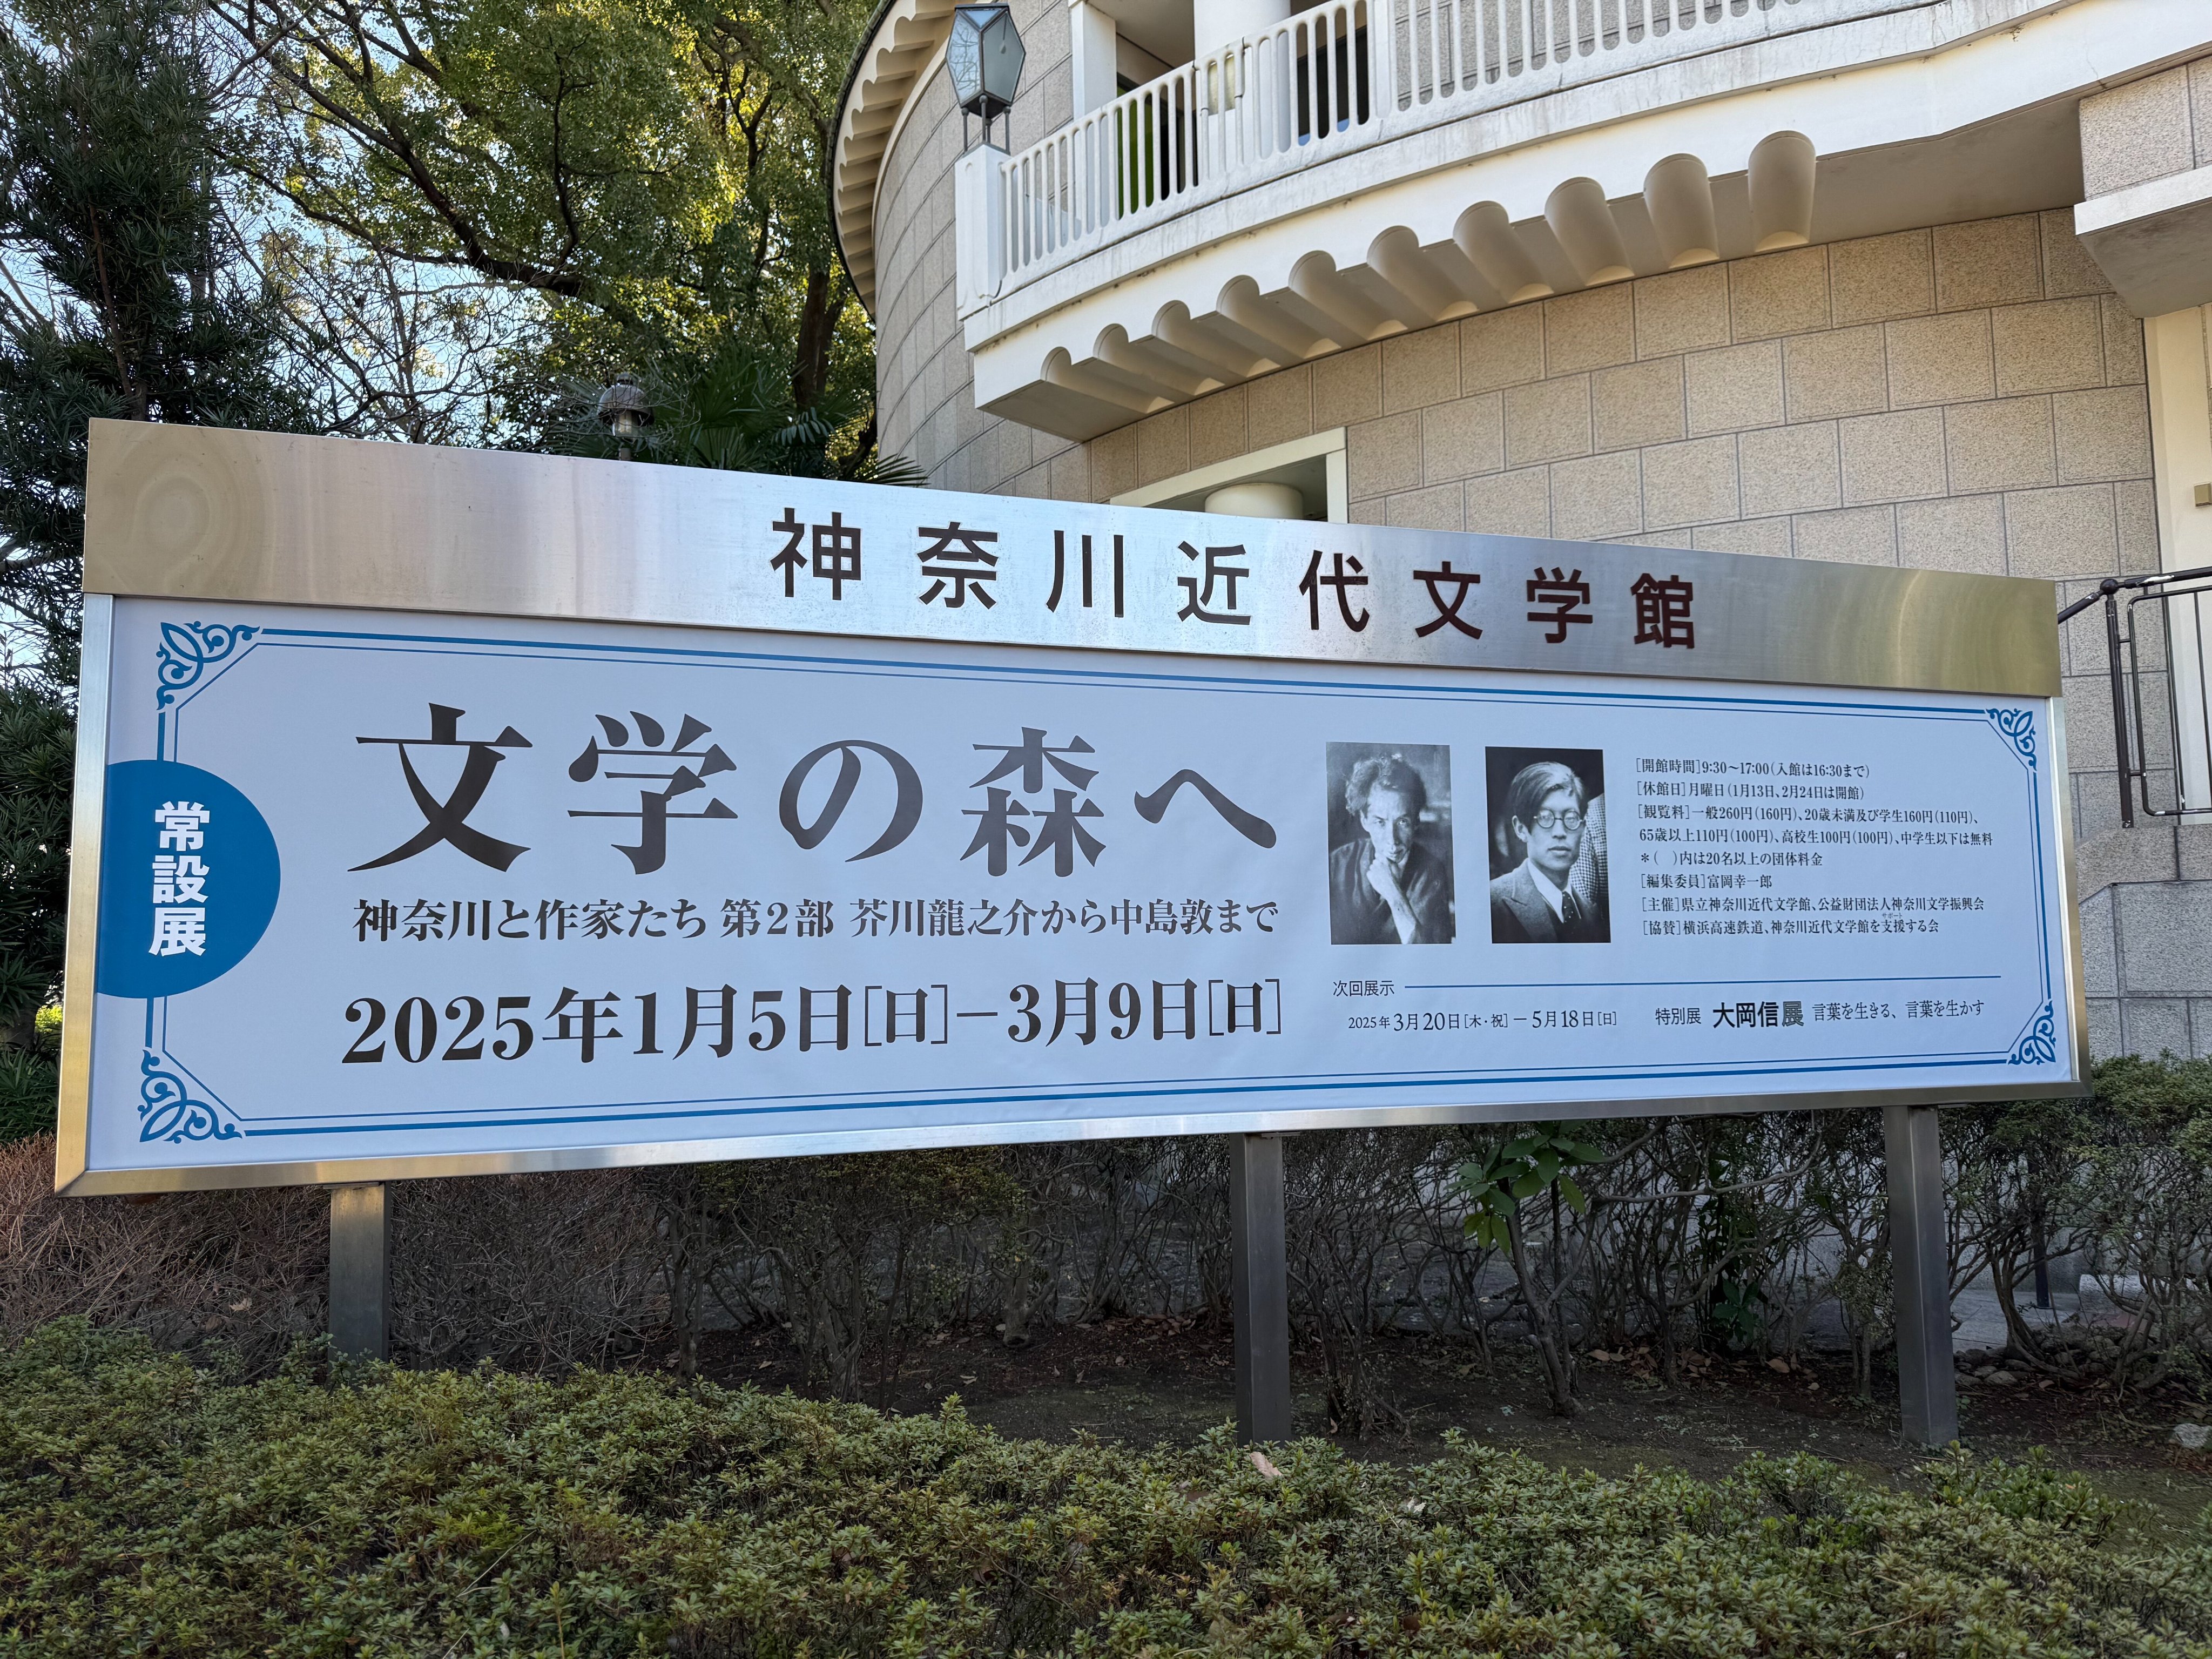 神奈川近代文学館
常設展
文学の森へ
神奈川と作家たち 第2部 芥川龍之介から中島敦まで
2025年1月5日[日]－3月9日[日]
[開館時間]9:30～17:00（入館は16:30まで）
[休館日]月曜日（1月13日、2月24日は開館）
[観覧料]一般260円（160円）、20歳未満及び学生160円（110円）、
65歳以上110円（100円）、高校生100円（100円）、中学生以下は無料
＊（　）内は20名以上の団体料金
[編集委員]富岡幸一郎
[主催]県立神奈川近代文学館、公益財団法人神奈川文学振興会
サポート
[協賛]横浜高速鉄道、神奈川近代文学館を支援する会
次回展示
2025年3月20日[木・祝]－5月18日[日] 特別展 大岡信展 言葉を生きる、言葉を生かす